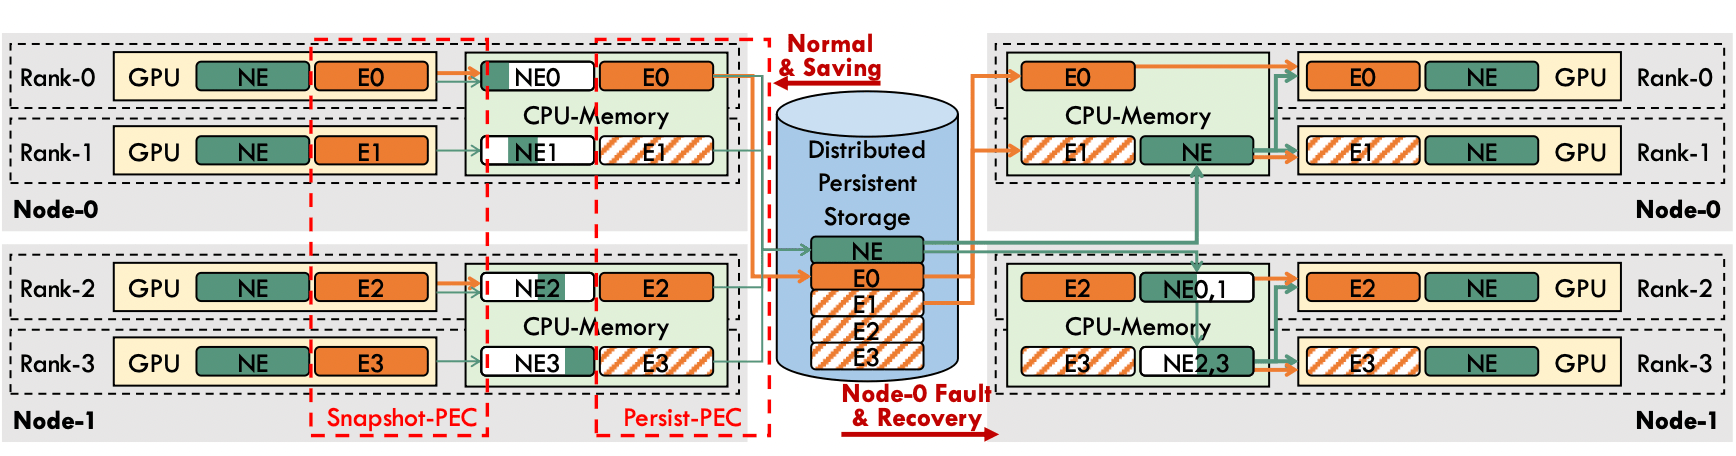 Rank-0 GPU NE E0 NE0 E0
CPU-Memory
Rank-1 GPU NE E1 NE1 E1
Node-0
Rank-2 GPU NE E2 NE2 E2
CPU-Memory
Rank-3 GPU NE E3 NE3 E3
Node-1
Snapshot-PEC
Persist-PEC
Normal
& Saving
Distributed
Persistent
Storage
NE
E0
E1
E2
E3
Node-0 Fault
& Recovery
E0 E0 NE GPU Rank-0
CPU-Memory
E1 NE E1 NE GPU Rank-1
Node-0
E2 NE0,1 E2 NE GPU Rank-2
CPU-Memory
E3 NE2,3 E3 NE GPU Rank-3
Node-1